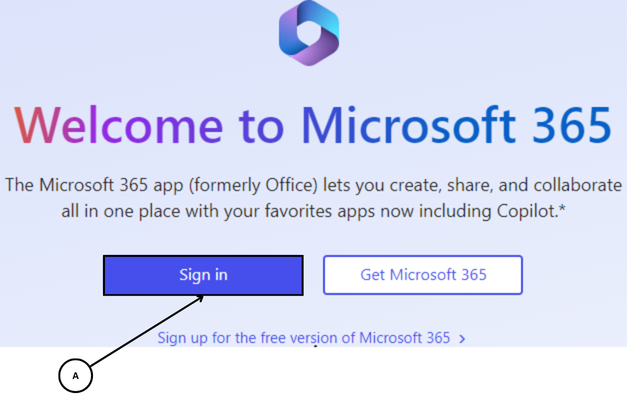 Welcome to Microsoft 365
The Microsoft 365 app (formerly Office) lets you create, share, and collaborate
all in one place with your favorites apps now including Copilot.*
Sign in
Get Microsoft 365
Sign up for the free version of Microsoft 365 >
A